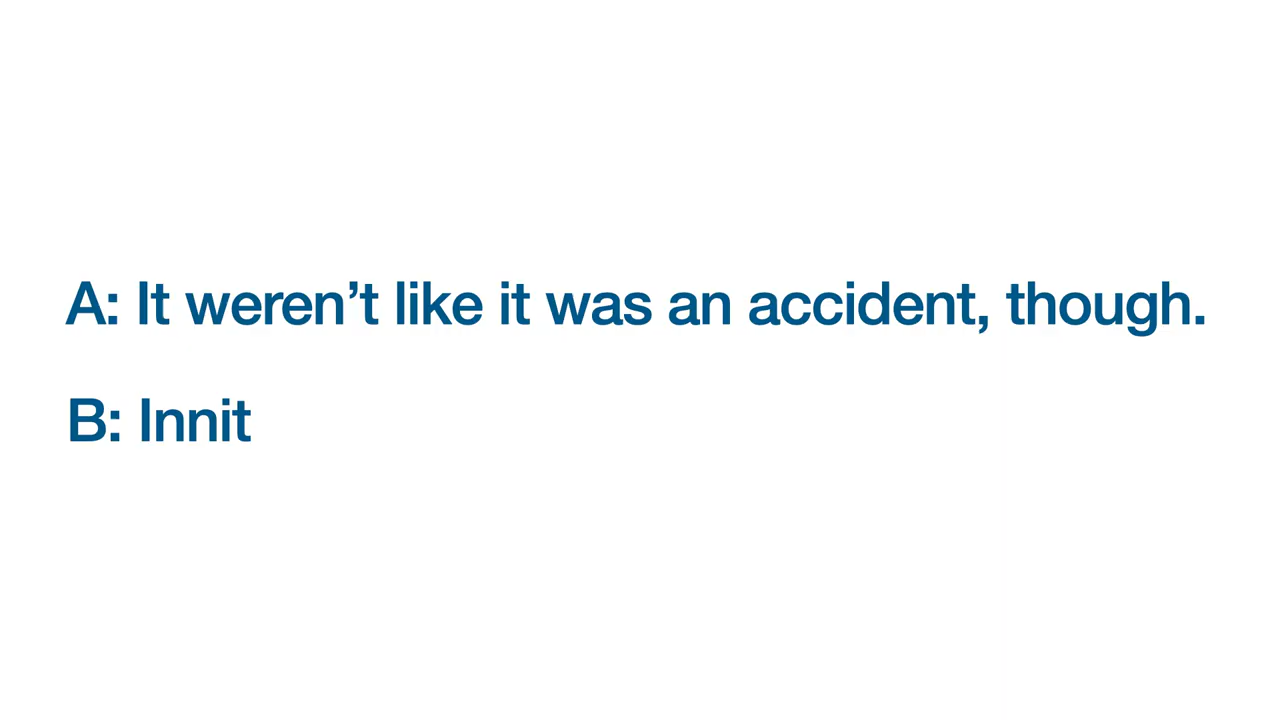 A: It weren’t like it was an accident, though.
B: Innit